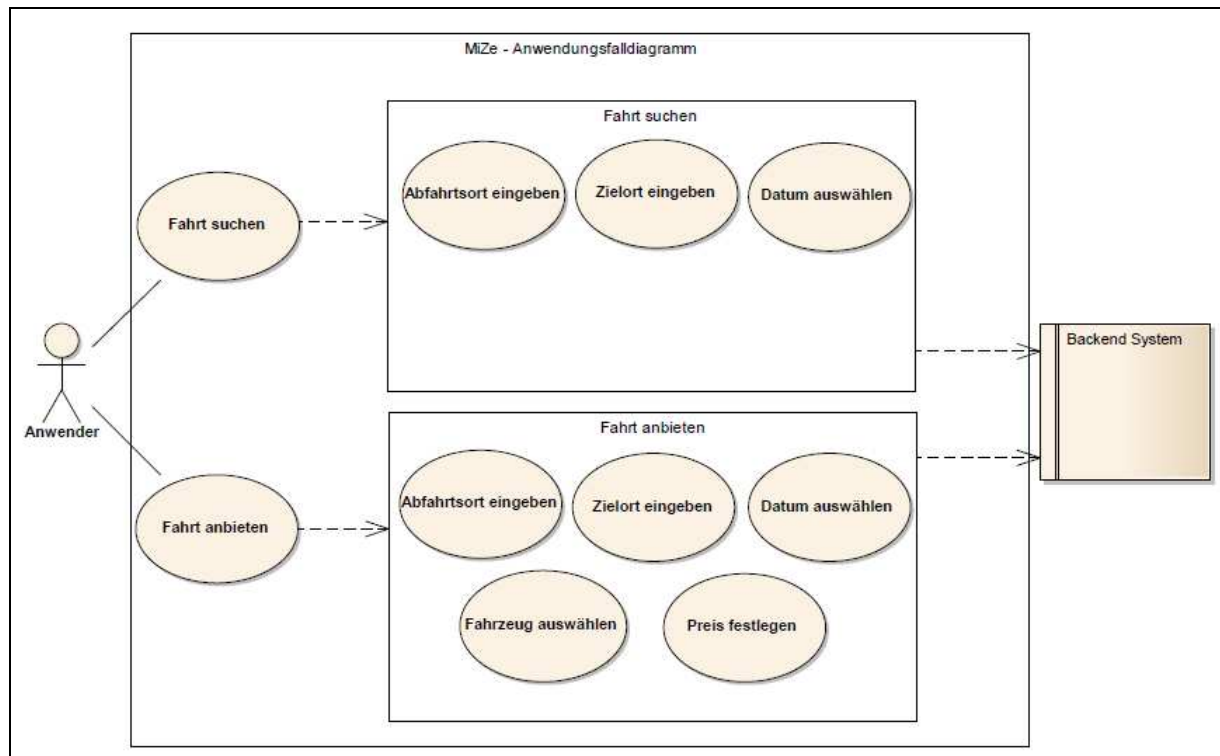 MiZe - Anwendungsfalldiagramm
Fahrt suchen
Abfahrtsort eingeben
Zielort eingeben
Datum auswählen
Fahrt suchen
Backend System
Anwender
Fahrt anbieten
Abfahrtsort eingeben
Zielort eingeben
Datum auswählen
Fahrt anbieten
Fahrzeug auswählen
Preis festlegen